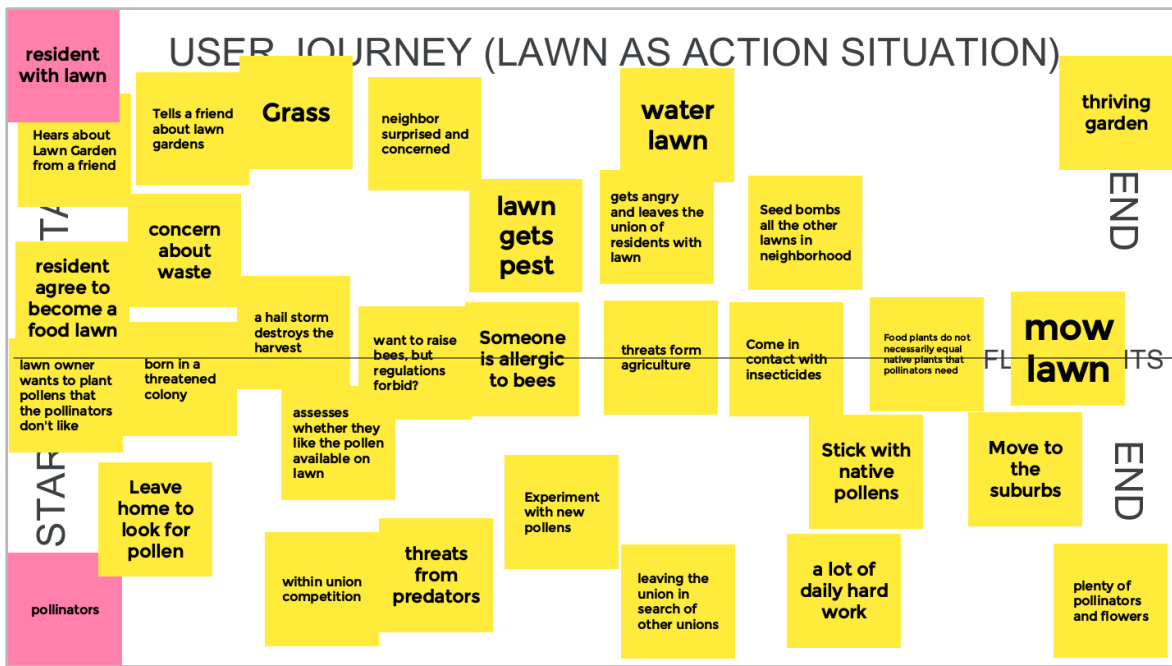 USER JOURNEY (LAWN AS ACTION SITUATION)
resident
with lawn
Hears about
Lawn Garden
from a friend
Tells a friend
about lawn
gardens
Grass
neighbor
surprised and
concerned
water
lawn
thriving
garden
END
concern
about
waste
lawn
gets
pest
gets angry
and leaves the
union of
residents with
lawn
Seed bombs
all the other
lawns in
neighborhood
resident
agree to
become a
food lawn
a hail storm
destroys the
harvest
want to raise
bees, but
regulations
forbid?
Someone
is allergic
to bees
threats form
agriculture
Come in
contact with
insecticides
Food plants do not
necessarily equal
native plants that
pollinators need
mow
lawn
lawn owner
wants to plant
pollens that
the pollinators
don't like
born in a
threatened
colony
assesses
whether they
like the pollen
available on
lawn
Stick with
native
pollens
Move to
the
suburbs
END
STAR
Leave
home to
look for
pollen
Experiment
with new
pollens
within union
competition
threats
from
predators
leaving the
union in
search of
other unions
a lot of
daily hard
work
plenty of
pollinators
and flowers
pollinators